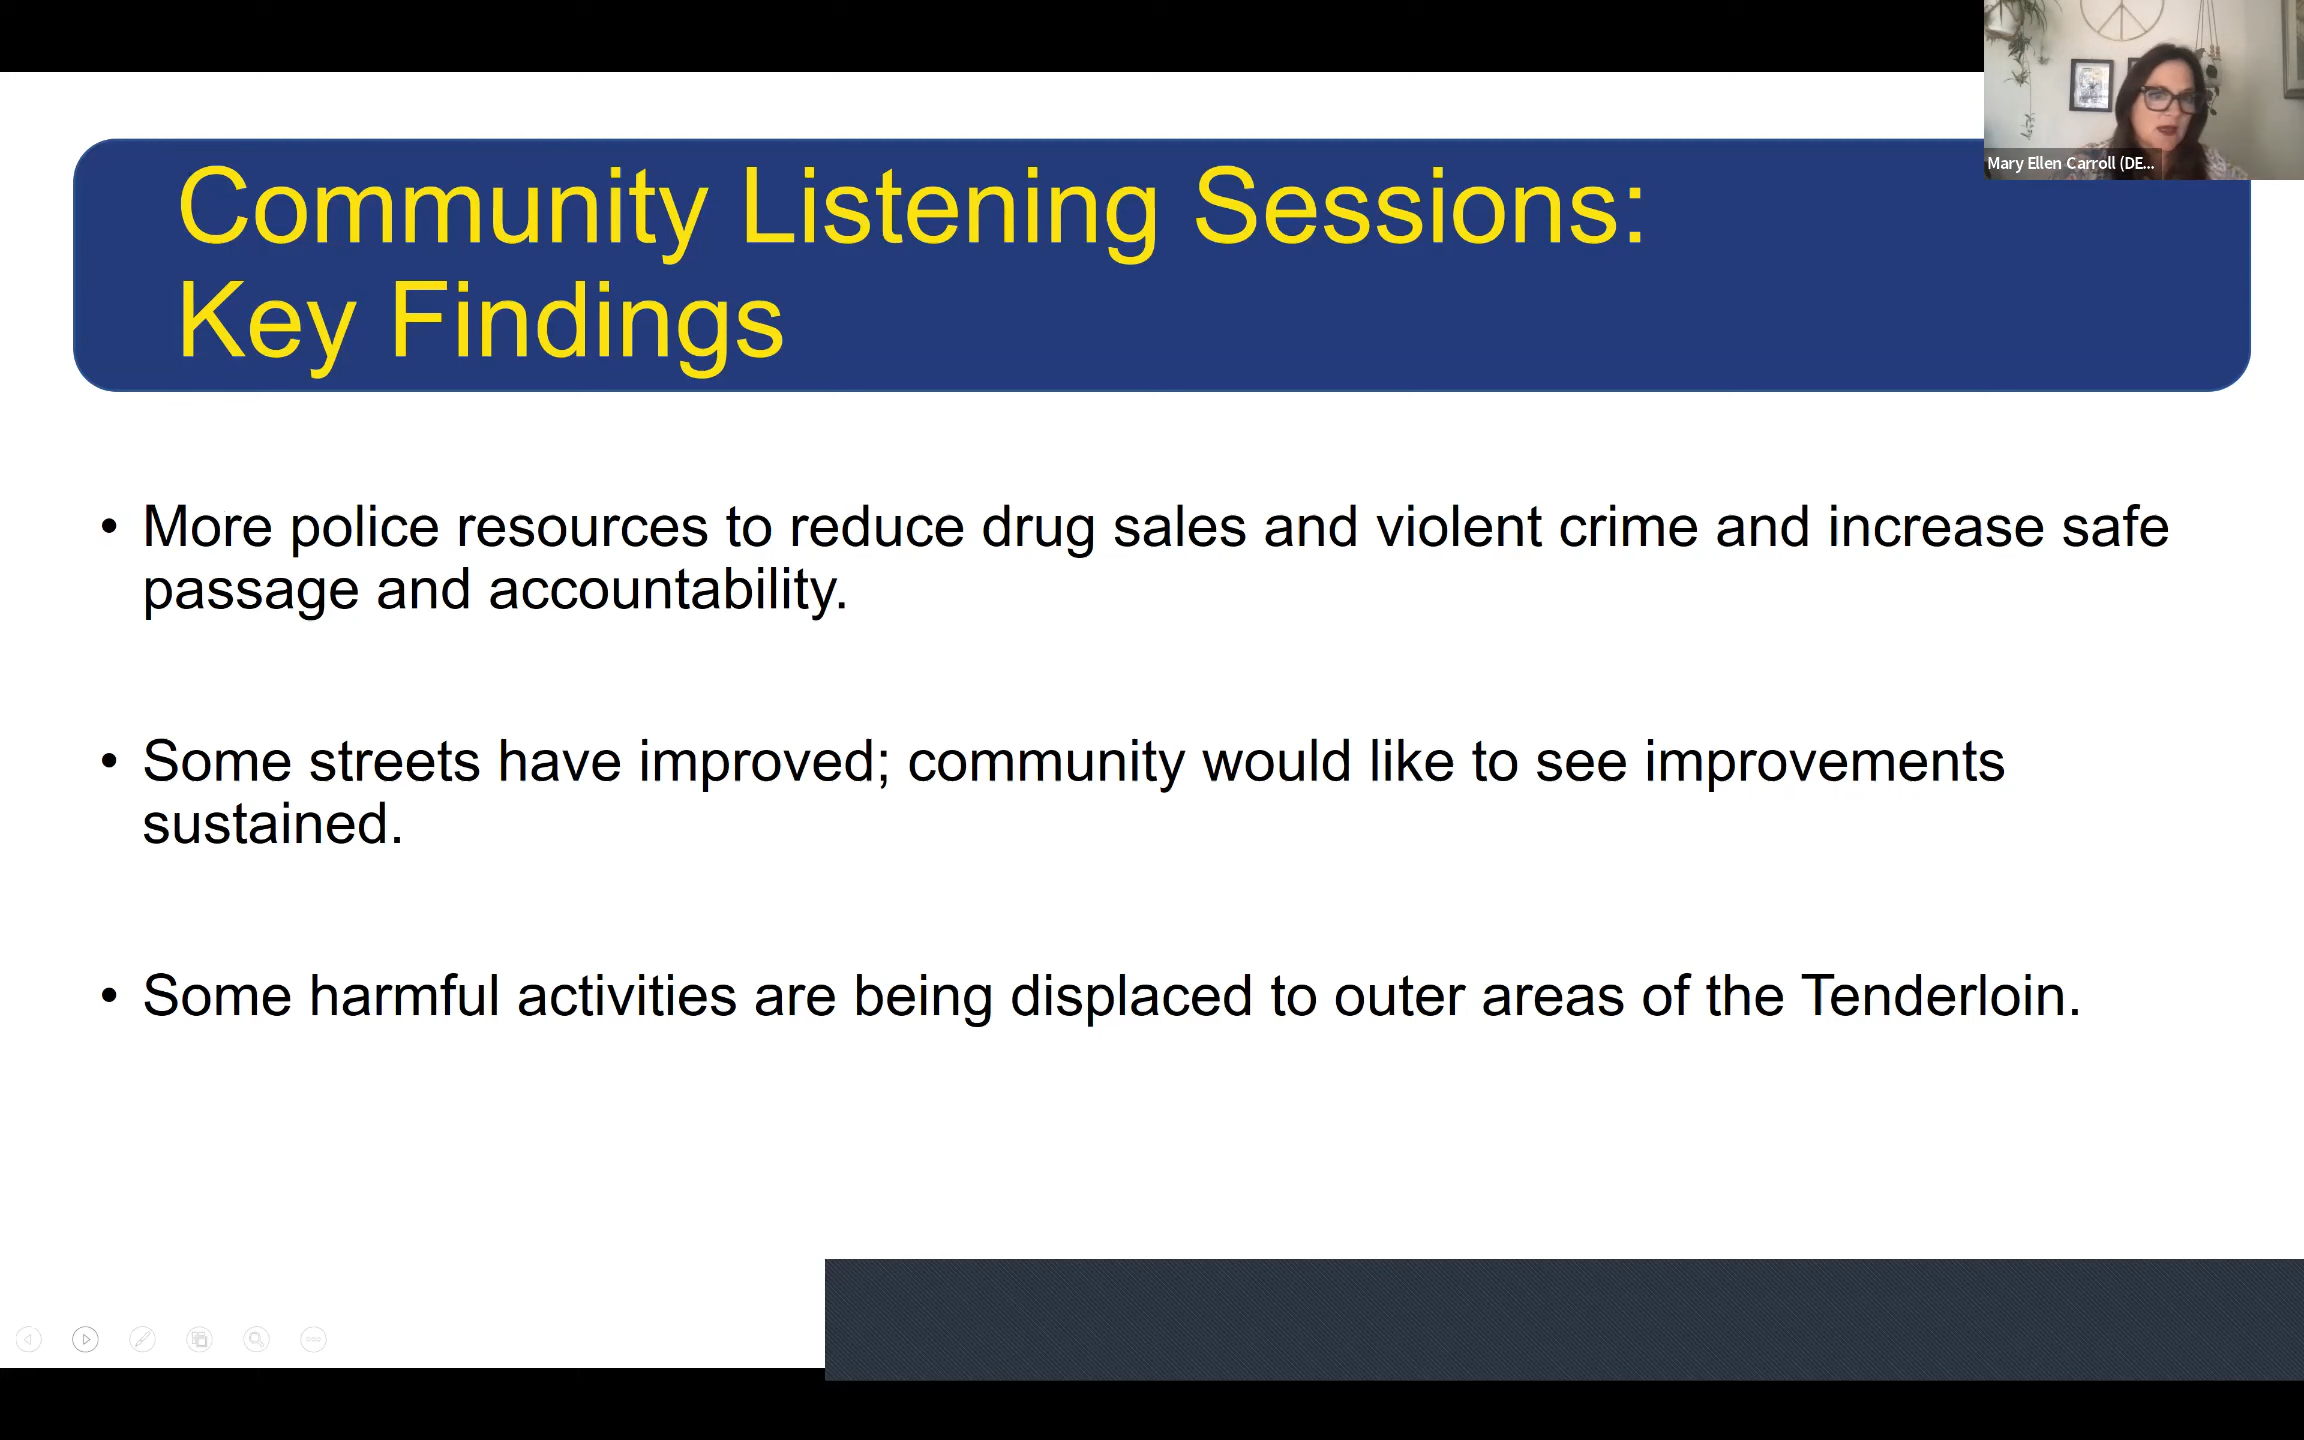 Mary Ellen Carroll (DE...
Community Listening Sessions:
Key Findings
• More police resources to reduce drug sales and violent crime and increase safe
passage and accountability.
• Some streets have improved; community would like to see improvements
sustained.
• Some harmful activities are being displaced to outer areas of the Tenderloin.